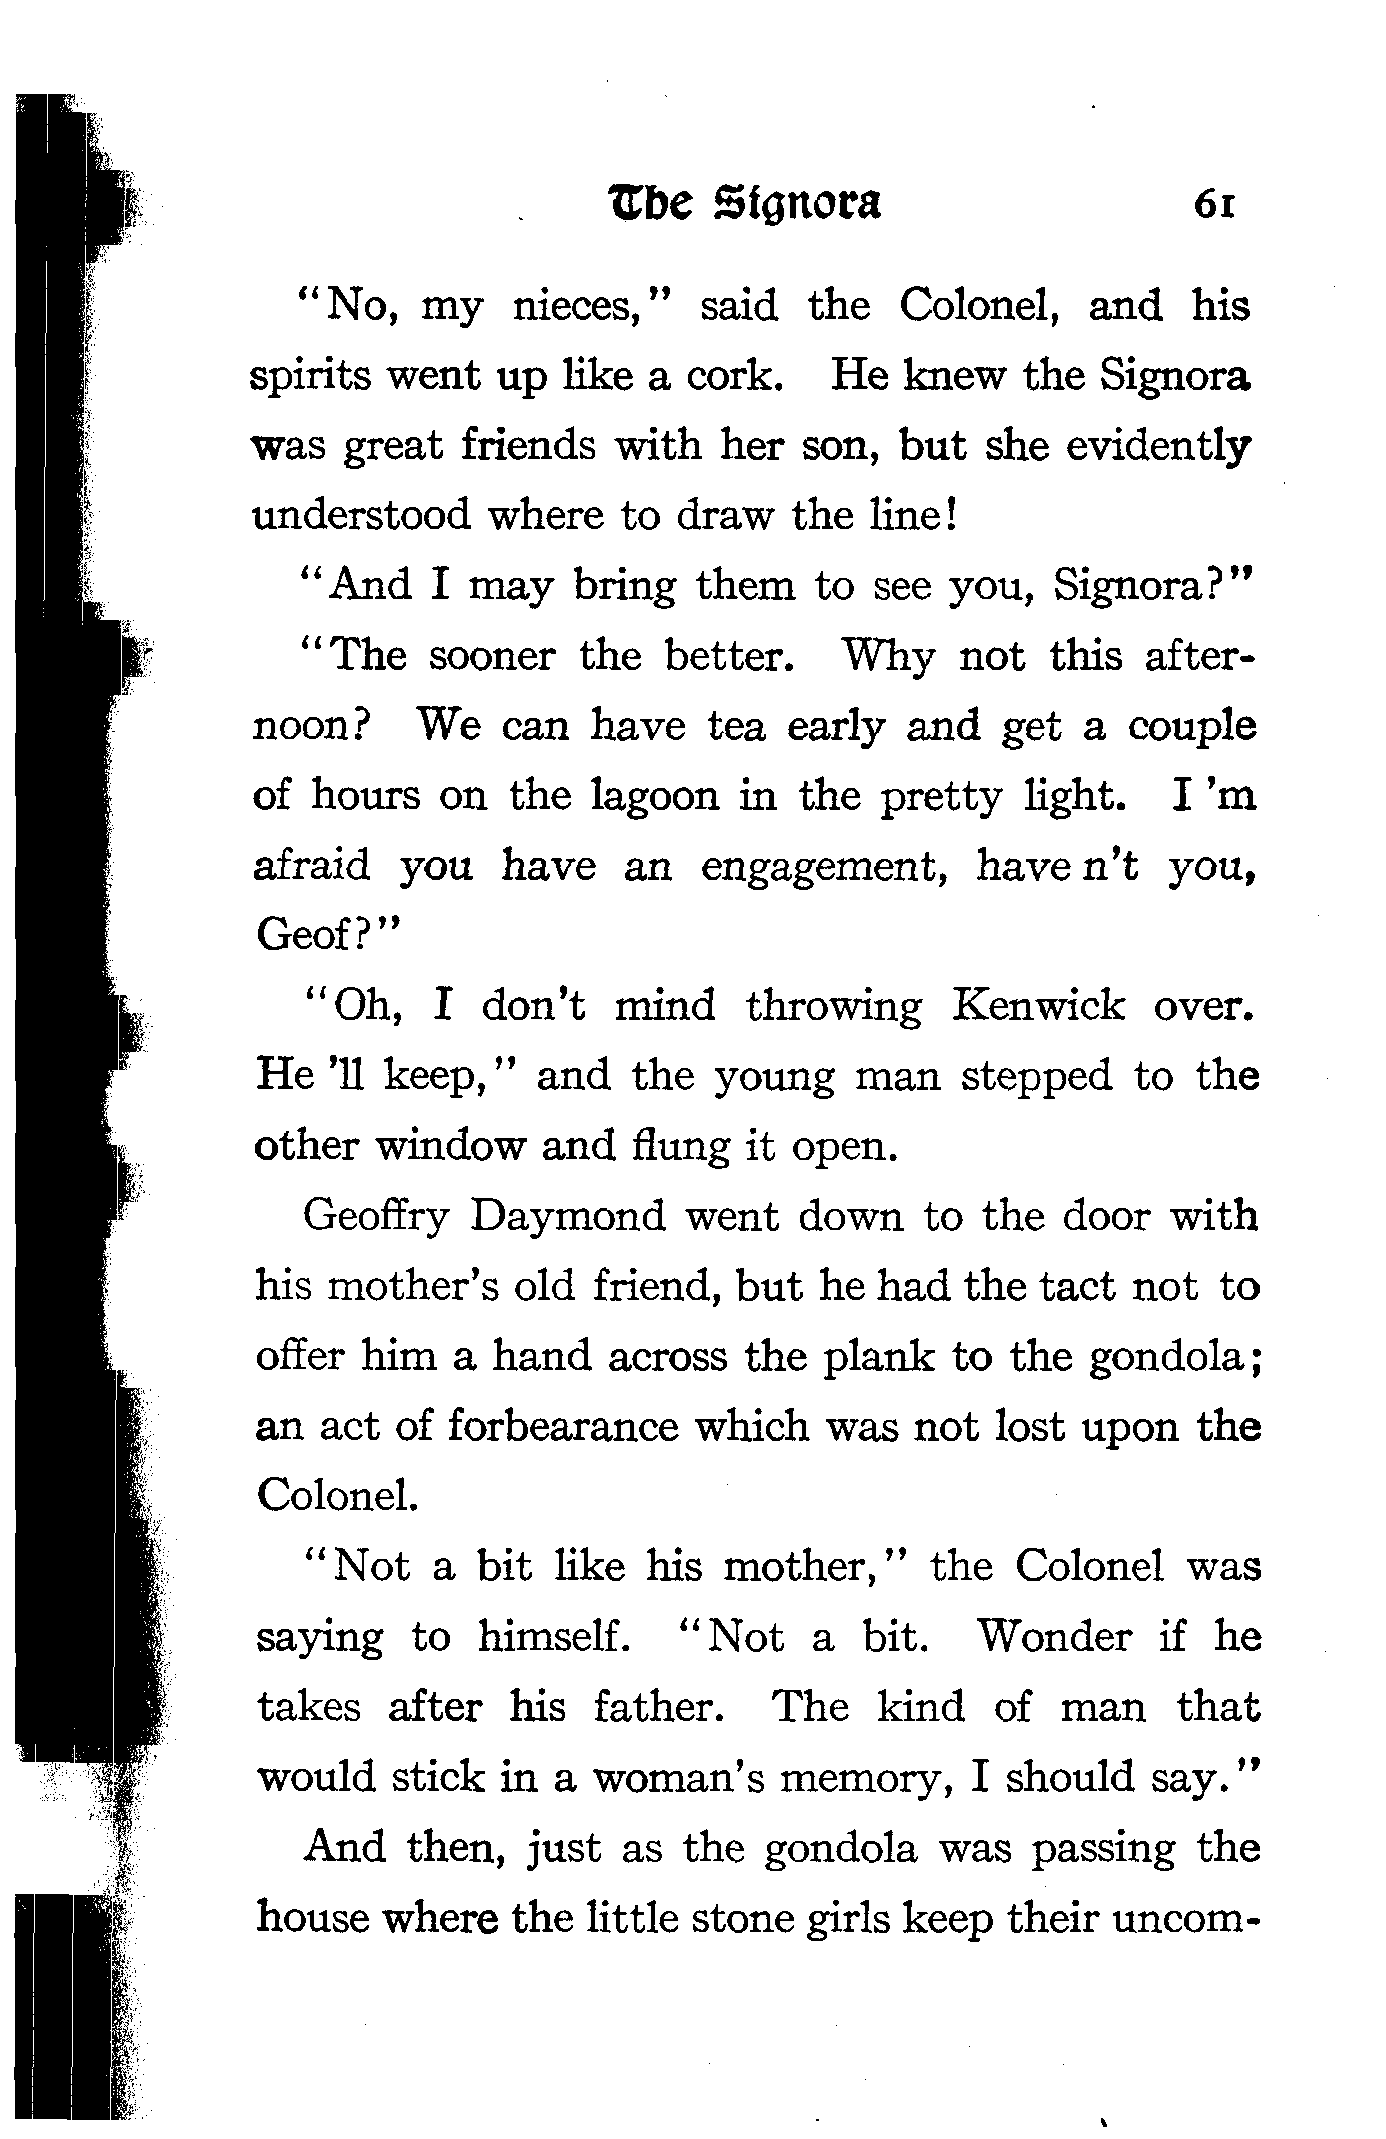 The Signora 61
"No, my nieces," said the Colonel, and his
spirits went up like a cork. He knew the Signora
was great friends with her son, but she evidently
understood where to draw the line!
"And I may bring them to see you, Signora?"
"The sooner the better. Why not this after-
noon? We can have tea early and get a couple
of hours on the lagoon in the pretty light. I 'm
afraid you have an engagement, have n't you,
Geof?"
"Oh, I don't mind throwing Kenwick over.
He 'll keep," and the young man stepped to the
other window and flung it open.
Geoffry Daymond went down to the door with
his mother's old friend, but he had the tact not to
offer him a hand across the plank to the gondola;
an act of forbearance which was not lost upon the
Colonel.
"Not a bit like his mother," the Colonel was
saying to himself. "Not a bit. Wonder if he
takes after his father. The kind of man that
would stick in a woman's memory, I should say."
And then, just as the gondola was passing the
house where the little stone girls keep their uncom-